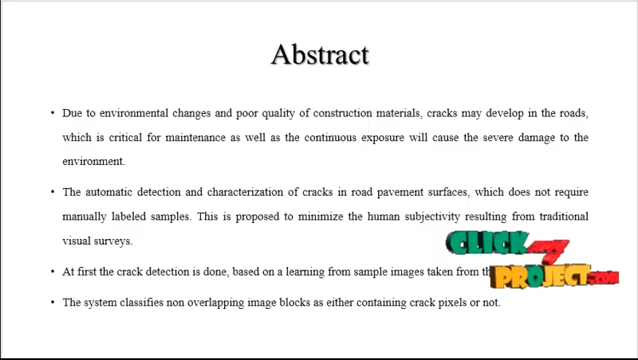 Abstract
• Due to environmental changes and poor quality of construction materials, cracks may develop in the roads,
which is critical for maintenance as well as the continuous exposure will cause the severe damage to the
environment.
• The automatic detection and characterization of cracks in road pavement surfaces, which does not require
manually labeled samples. This is proposed to minimize the human subjectivity resulting from traditional
visual surveys.
• At first the crack detection is done, based on a learning from sample images taken from
• The system classifies non overlapping image blocks as either containing crack pixels or not.
CLICK my
PROJECT.com